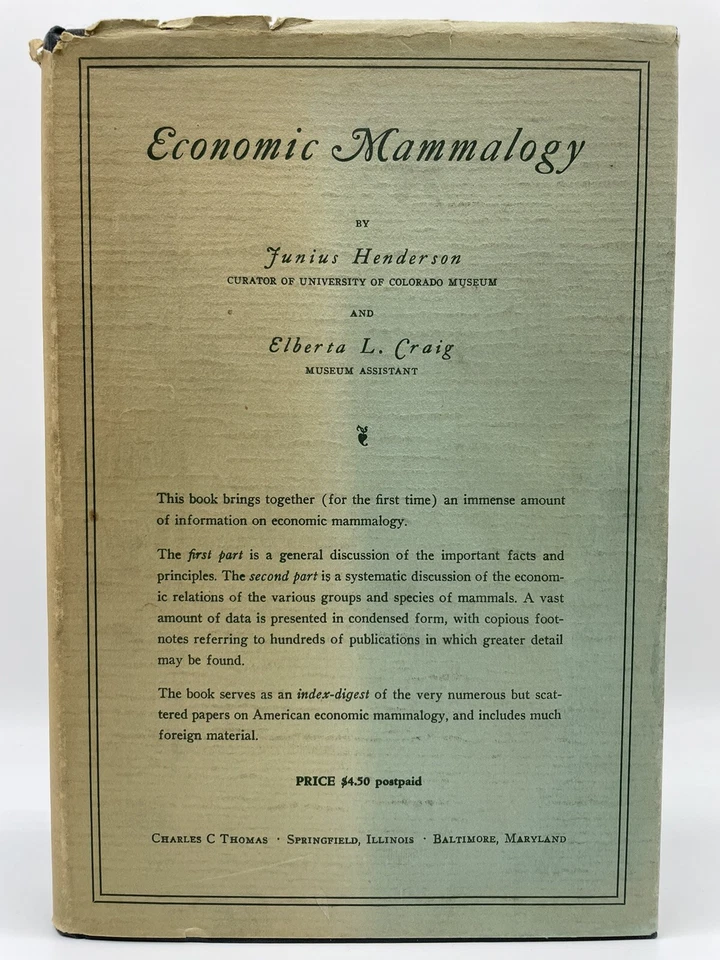 Economic Mammalogy
BY
Junius Henderson
CURATOR OF UNIVERSITY OF COLORADO MUSEUM
AND
Elberta L. Craig
MUSEUM ASSISTANT
This book brings together (for the first time) an immense amount
of information on economic mammalogy.
The first part is a general discussion of the important facts and
principles. The second part is a systematic discussion of the econom-
ic relations of the various groups and species of mammals. A vast
amount of data is presented in condensed form, with copious foot-
notes referring to hundreds of publications in which greater detail
may be found.
The book serves as an index-digest of the very numerous but scat-
tered papers on American economic mammalogy, and includes much
foreign material.
PRICE $4.50 postpaid
CHARLES C THOMAS · SPRINGFIELD, ILLINOIS · BALTIMORE, MARYLAND